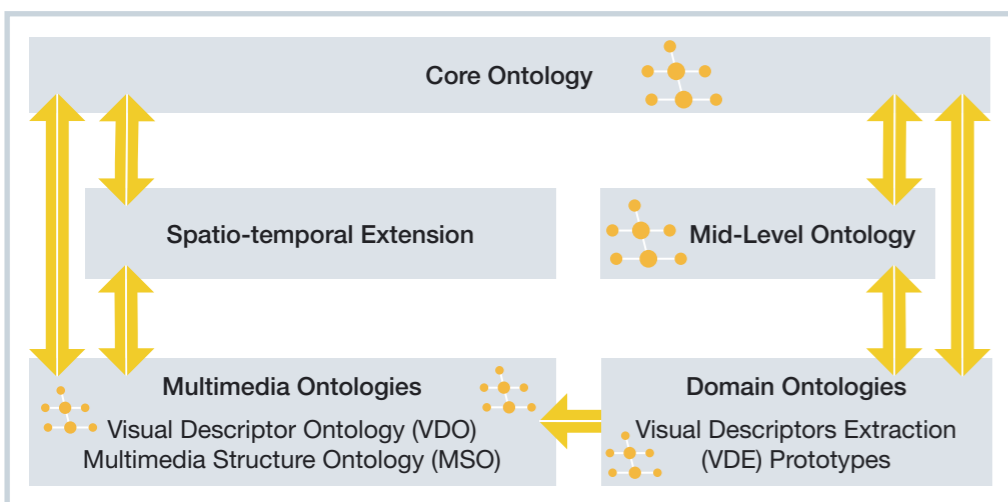 Core Ontology
Spatio-temporal Extension
Mid-Level Ontology
Multimedia Ontologies
Visual Descriptor Ontology (VDO)
Multimedia Structure Ontology (MSO)
Domain Ontologies
Visual Descriptors Extraction
(VDE) Prototypes